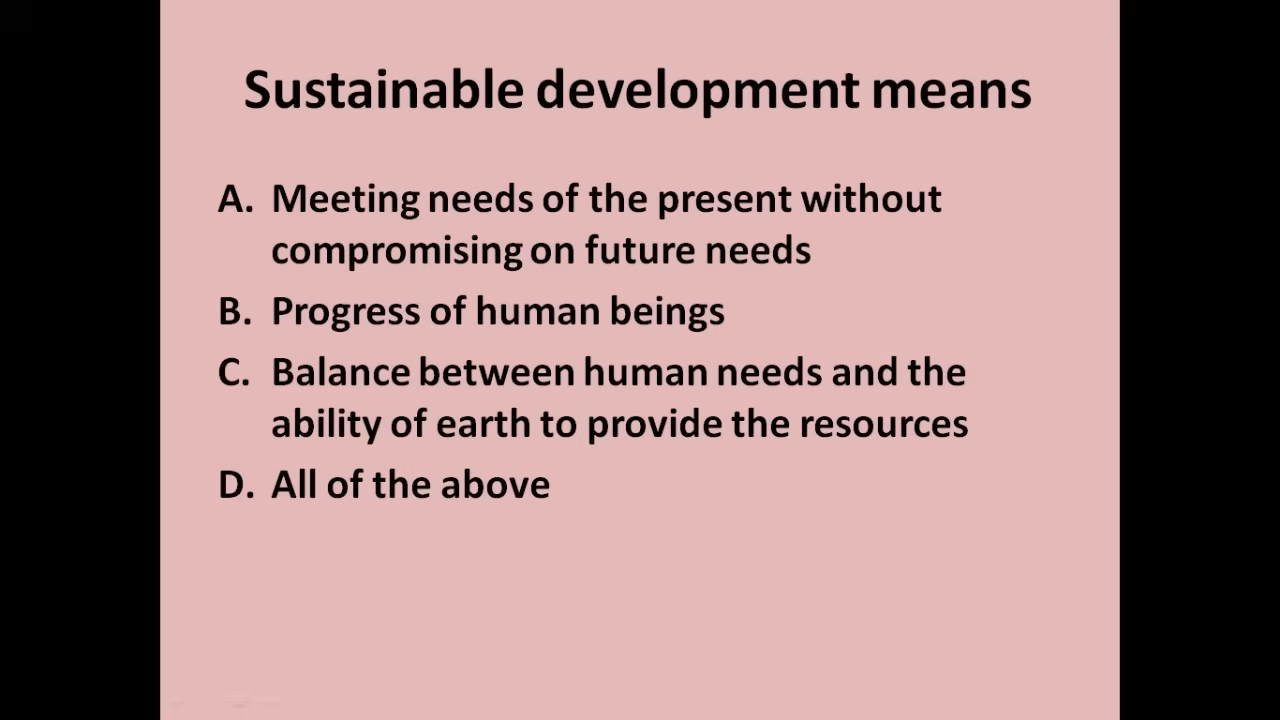 Sustainable development means
A. Meeting needs of the present without
compromising on future needs
B. Progress of human beings
C. Balance between human needs and the
ability of earth to provide the resources
D. All of the above